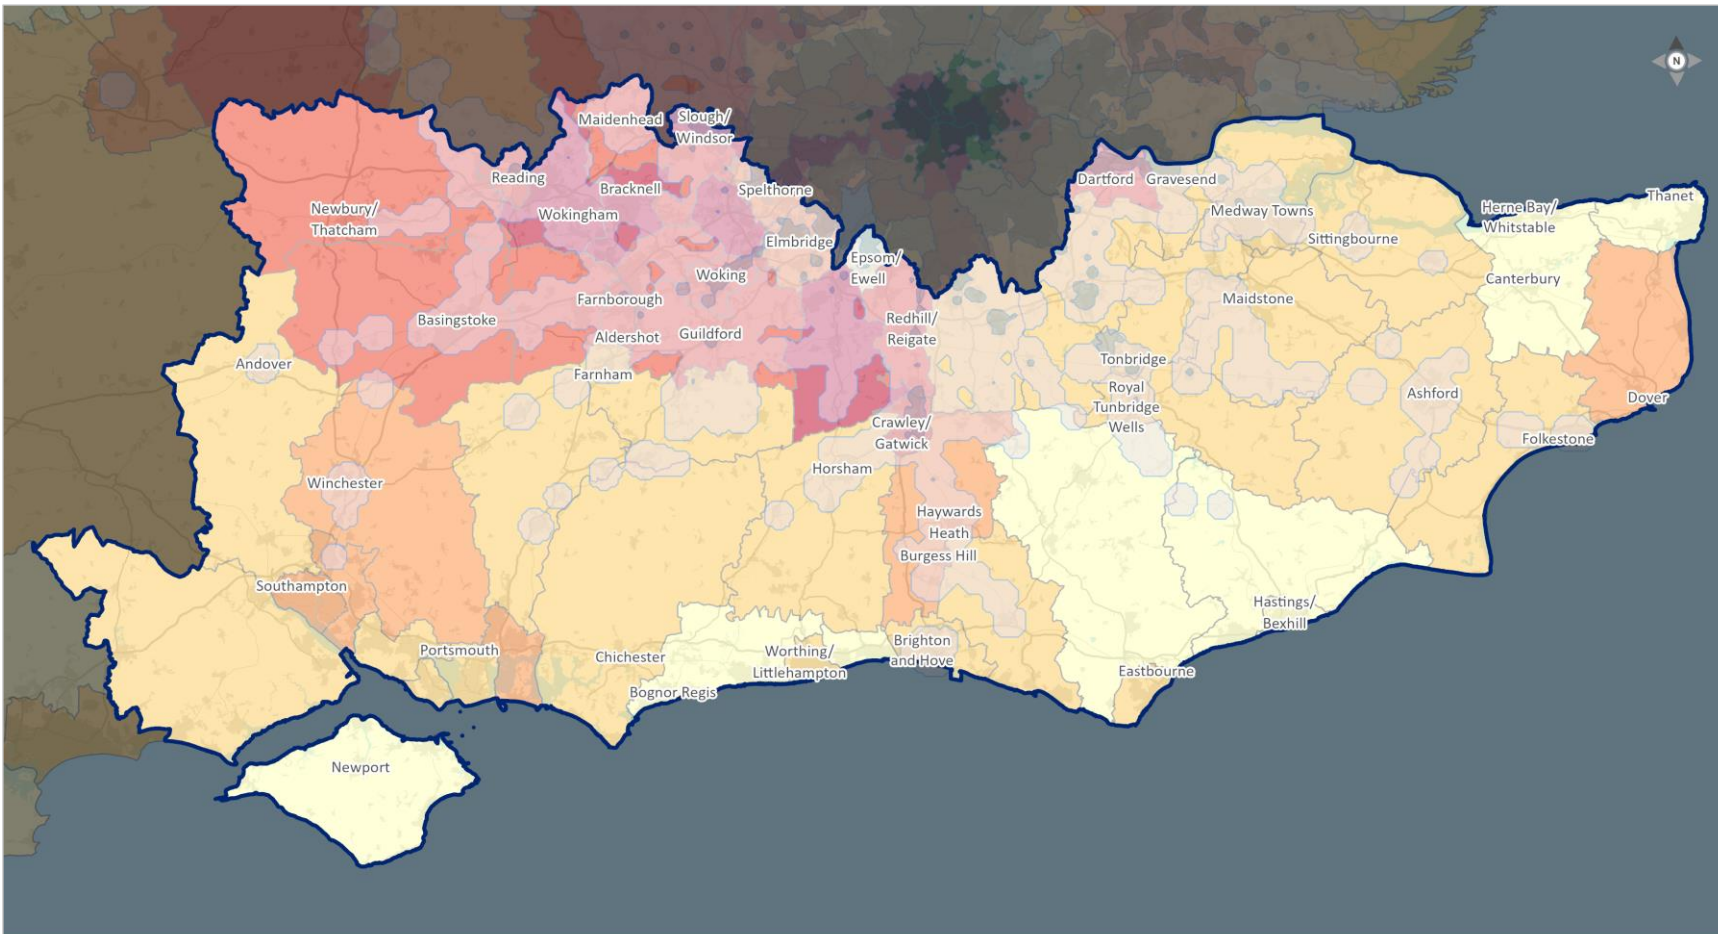 N
Maidenhead
Slough/
Windsor
Reading
Bracknell
Spelthorne
Dartford
Gravesend
Thanet
Newbury/
Thatcham
Wokingham
Medway Towns
Herne Bay/
Whitstable
Elmbridge
Sittingbourne
Epsom/
Ewell
Woking
Canterbury
Farnborough
Maidstone
Basingstoke
Aldershot
Guildford
Redhill/
Reigate
Andover
Farnham
Tonbridge
Royal
Tunbridge
Wells
Ashford
Dover
Crawley/
Gatwick
Folkestone
Winchester
Horsham
Haywards
Heath
Burgess Hill
Southampton
Hastings/
Bexhill
Portsmouth
Chichester
Worthing/
Littlehampton
Brighton
and Hove
Eastbourne
Bognor Regis
Newport